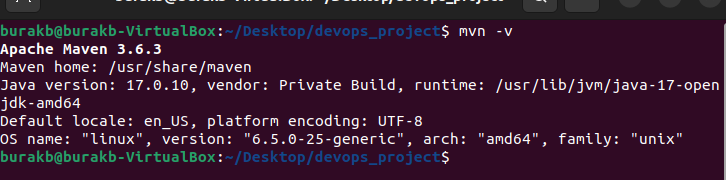 burakb@burakb-VirtualBox:~/Desktop/devops_project$ mvn -v
Apache Maven 3.6.3
Maven home: /usr/share/maven
Java version: 17.0.10, vendor: Private Build, runtime: /usr/lib/jvm/java-17-open
jdk-amd64
Default locale: en_US, platform encoding: UTF-8
OS name: "linux", version: "6.5.0-25-generic", arch: "amd64", family: "unix"
burakb@burakb-VirtualBox:~/Desktop/devops_project$